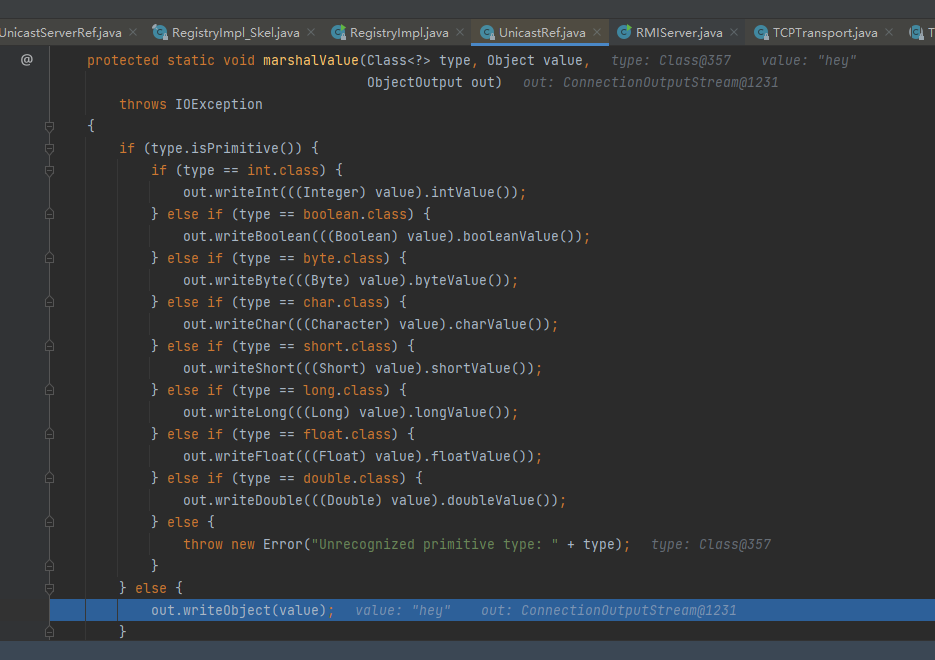 UnicastServerRef.java × RegistryImpl_Skel.java × RegistryImpl.java × UnicastRef.java × RMIServer.java × TCPTransport.java × T
@ protected static void marshalValue(Class<?> type, Object value, type: Class@357 value: "hey"
ObjectOutput out) out: ConnectionOutputStream@1231
throws IOException
{
if (type.isPrimitive()) {
if (type == int.class) {
out.writeInt(((Integer) value).intValue());
} else if (type == boolean.class) {
out.writeBoolean(((Boolean) value).booleanValue());
} else if (type == byte.class) {
out.writeByte(((Byte) value).byteValue());
} else if (type == char.class) {
out.writeChar(((Character) value).charValue());
} else if (type == short.class) {
out.writeShort(((Short) value).shortValue());
} else if (type == long.class) {
out.writeLong(((Long) value).longValue());
} else if (type == float.class) {
out.writeFloat(((Float) value).floatValue());
} else if (type == double.class) {
out.writeDouble(((Double) value).doubleValue());
} else {
throw new Error("Unrecognized primitive type: " + type); type: Class@357
}
} else {
out.writeObject(value); value: "hey" out: ConnectionOutputStream@1231
}